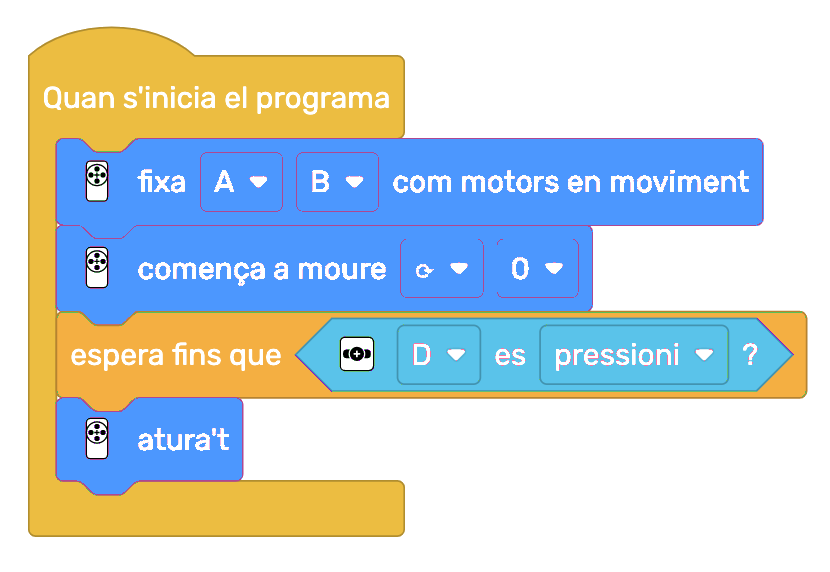 Quan s'inicia el programa
fixa A B com motors en moviment
comença a moure ⟳ 0
espera fins que D es pressioni ?
atura't